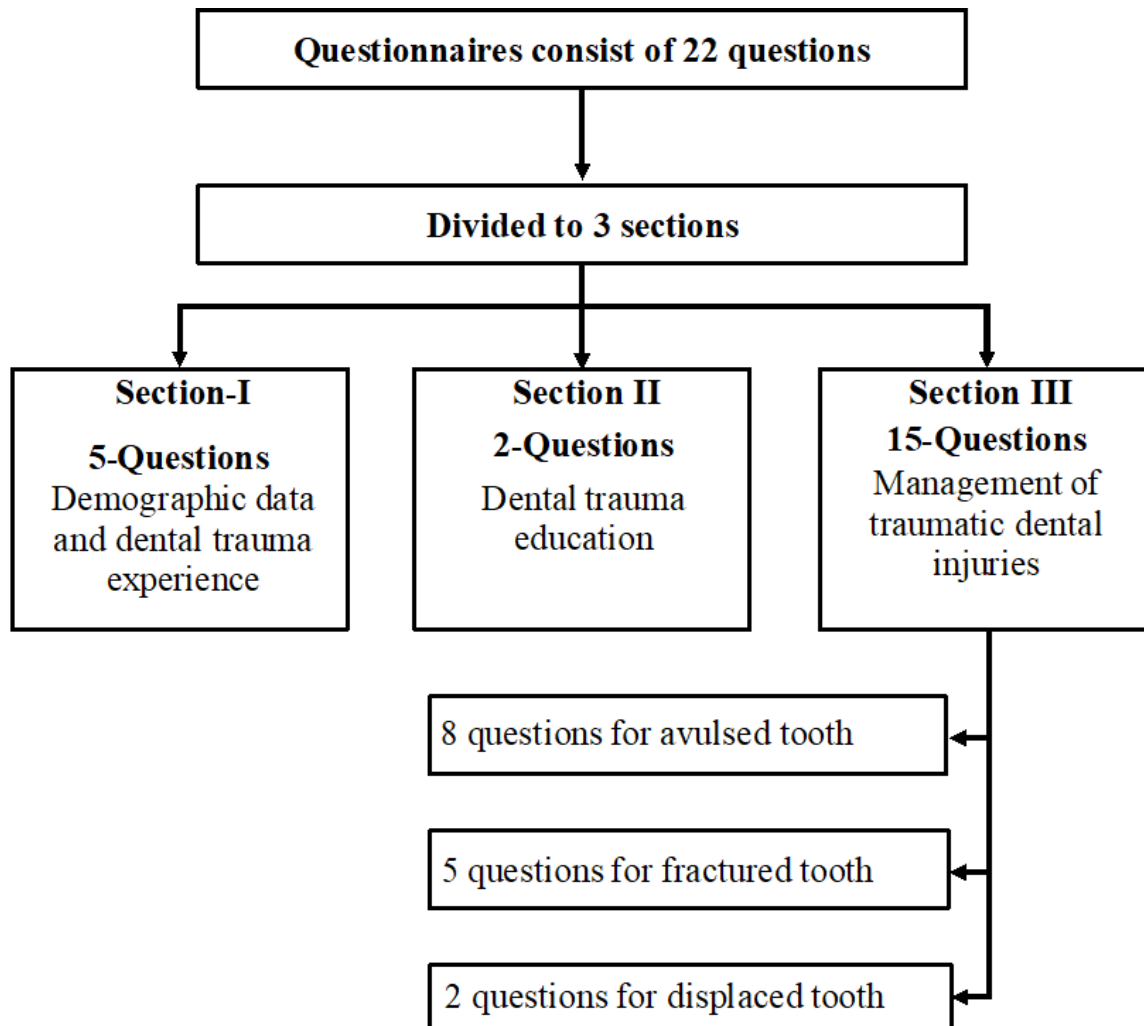 Questionnaires consist of 22 questions
Divided to 3 sections
Section-I
5-Questions
Demographic data
and dental trauma
experience
Section II
2-Questions
Dental trauma
education
Section III
15-Questions
Management of
traumatic dental
injuries
8 questions for avulsed tooth
5 questions for fractured tooth
2 questions for displaced tooth